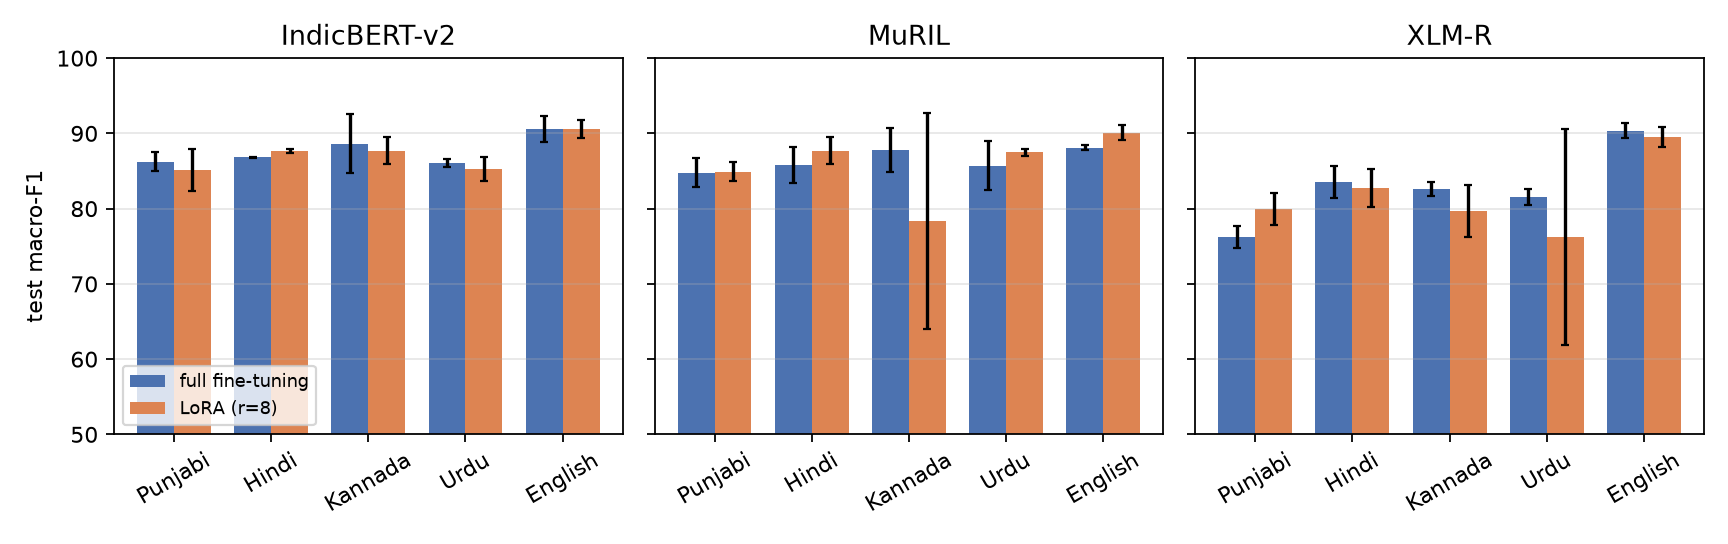 IndicBERT-v2
MuRIL
XLM-R
test macro-F1
100
90
80
70
60
50
full fine-tuning
LoRA (r=8)
Punjabi
Hindi
Kannada
Urdu
English
Punjabi
Hindi
Kannada
Urdu
English
Punjabi
Hindi
Kannada
Urdu
English